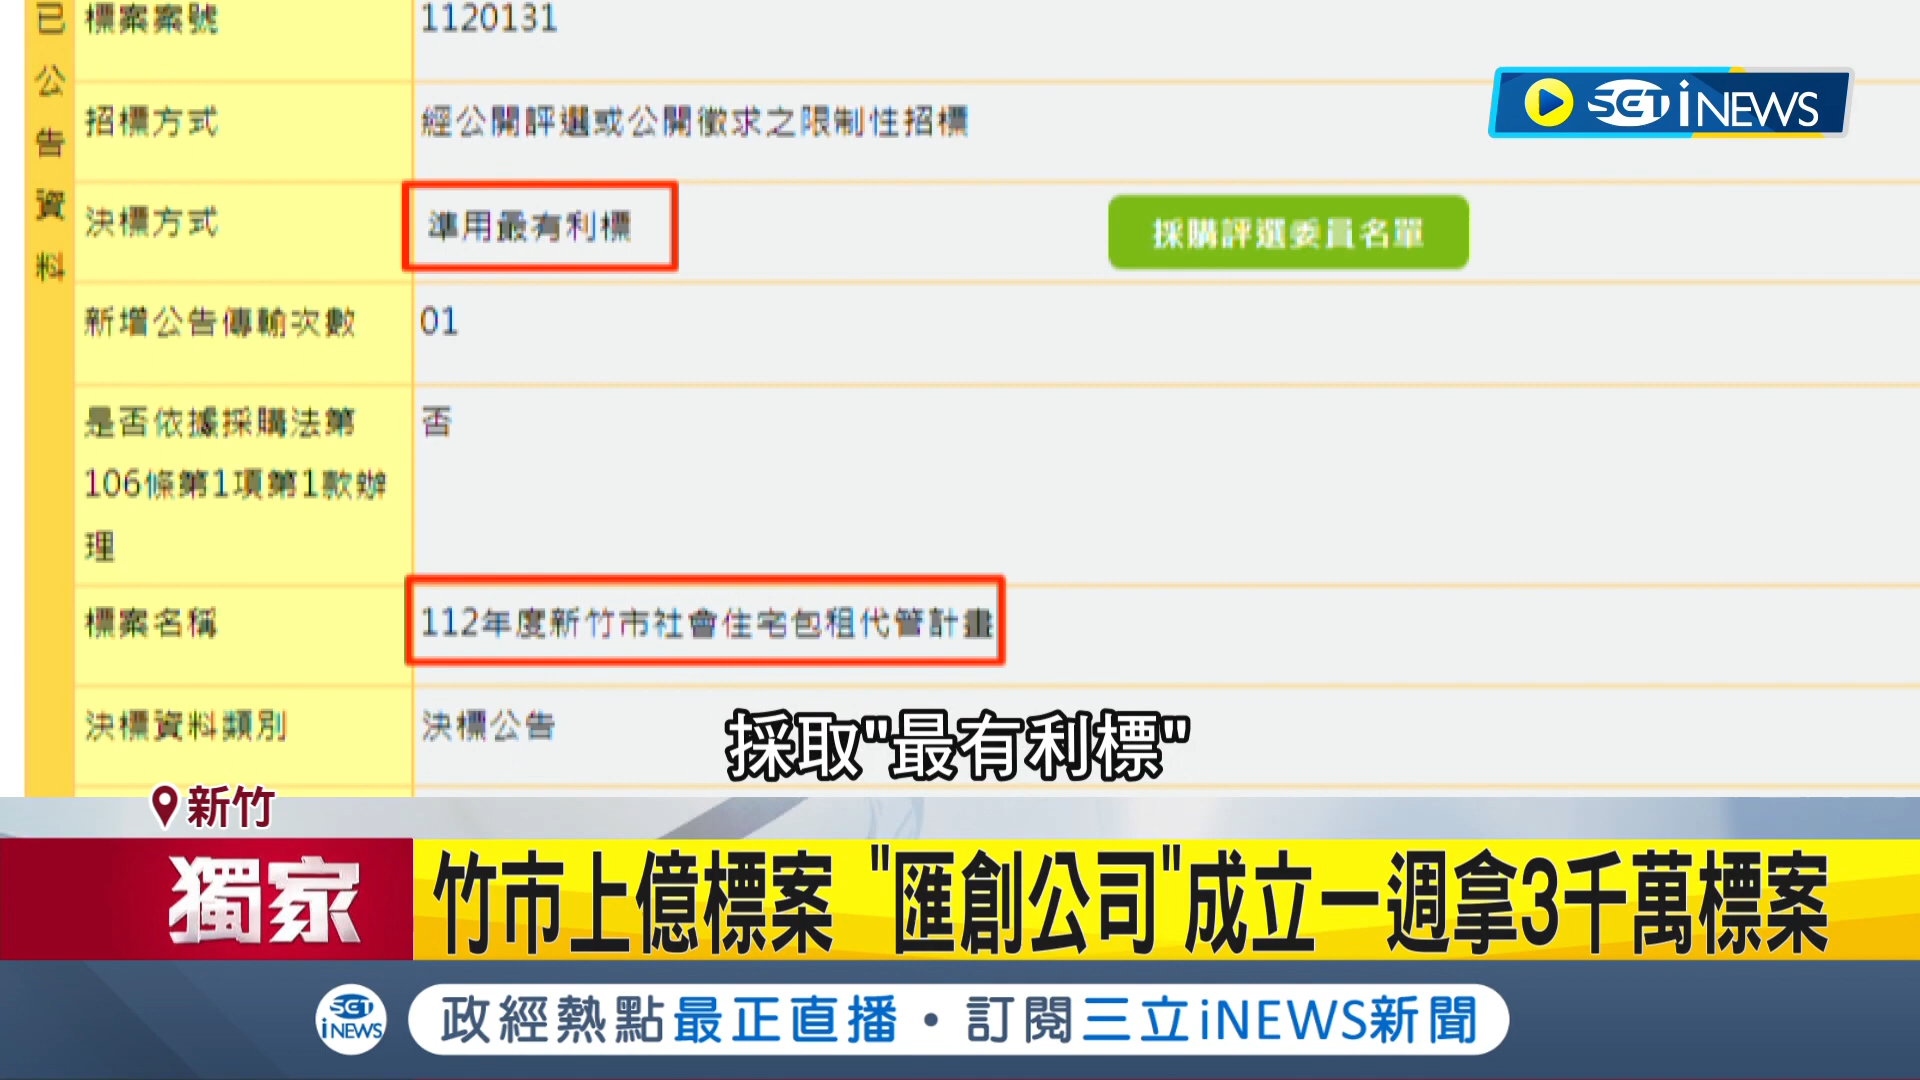 已公告資料
標案案號 1120131
招標方式 經公開評選或公開徵求之限制性招標
決標方式 準用最有利標 採購評選委員名單
新增公告傳輸次數 01
是否依據採購法第 否
106條第1項第1款辦
理
標案名稱 112年度新竹市社會住宅包租代管計畫
決標資料類別 決標公告
SETiNEWS
採取"最有利標"
新竹
獨家
竹市上億標案 "匯創公司"成立一週拿3千萬標案
SET iNEWS
政經熱點最正直播・訂閱三立iNEWS新聞